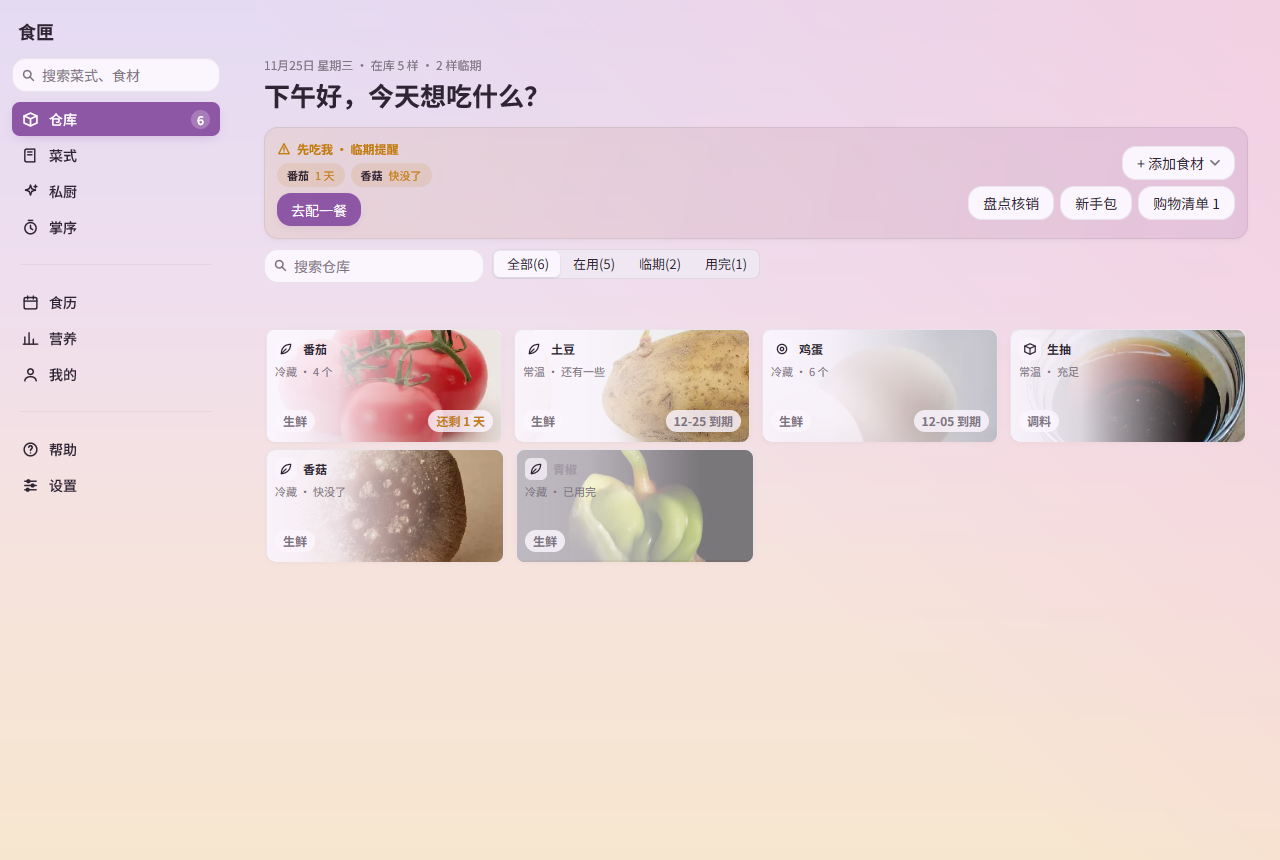 食匣
搜索菜式、食材
仓库 6
菜式
私厨
掌序
食历
营养
我的
帮助
设置
11月25日 星期三 · 在库 5 样 · 2 样临期
下午好，今天想吃什么？
先吃我 · 临期提醒
番茄 1 天 香菇 快没了
去配一餐
+ 添加食材
盘点核销 新手包 购物清单 1
搜索仓库
全部(6) 在用(5) 临期(2) 用完(1)
番茄
冷藏 · 4 个
生鲜 还剩 1 天
土豆
常温 · 还有一些
生鲜 12-25 到期
鸡蛋
冷藏 · 6 个
生鲜 12-05 到期
生抽
常温 · 充足
调料
香菇
冷藏 · 快没了
生鲜
青椒
冷藏 · 已用完
生鲜